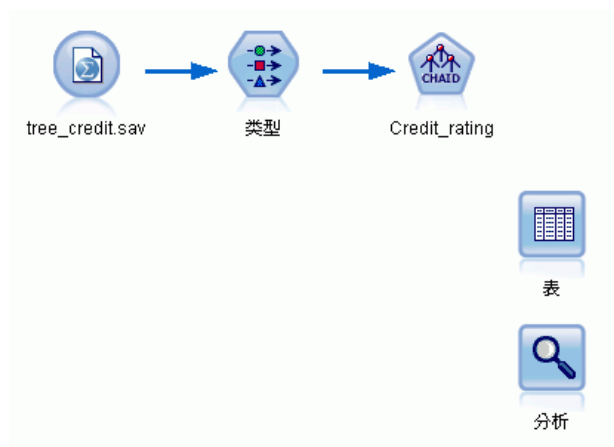 CHAID
tree_credit.sav
类型
Credit_rating
表
分析